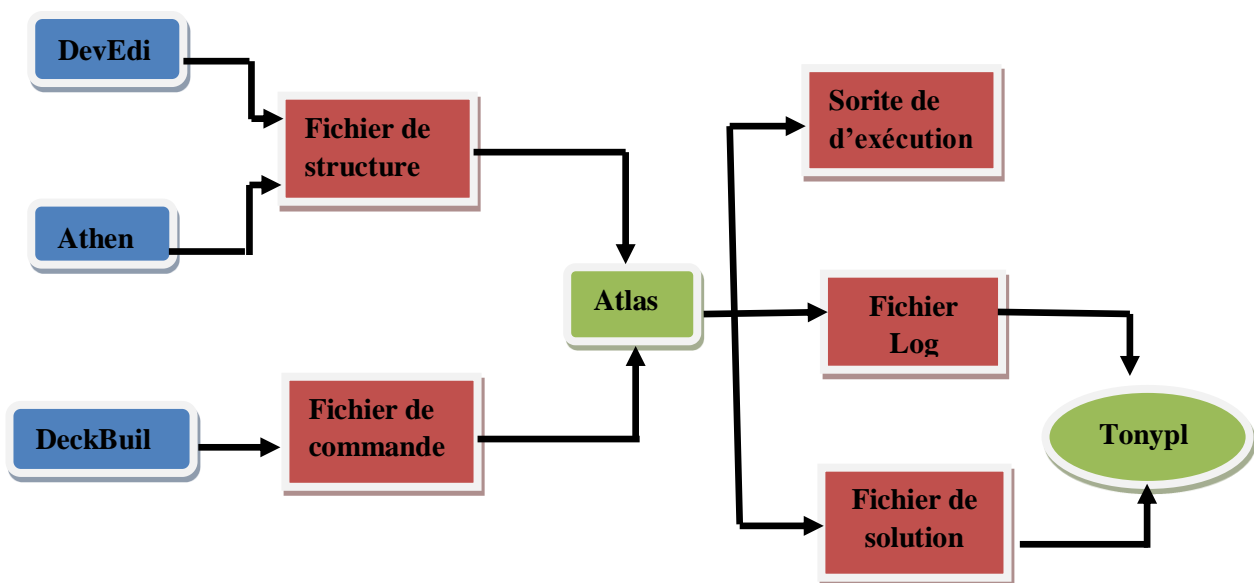 DevEdi
Fichier de
structure
Athen
DeckBuil
Fichier de
commande
Atlas
Sorite de
d’exécution
Fichier
Log
Fichier de
solution
Tonypl